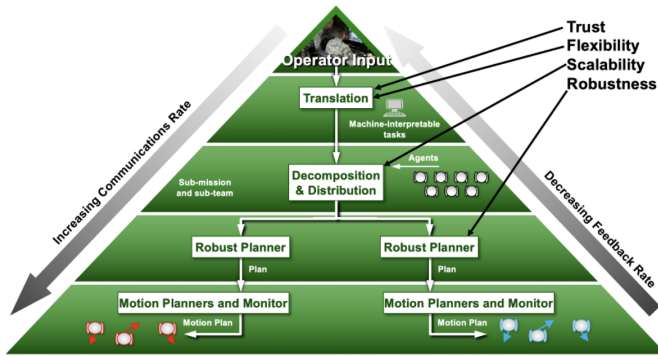 Trust
Flexibility
Scalability
Robustness
Operator Input
Translation
Machine-interpretable
tasks
Increasing Communications Rate
Decomposition
& Distribution
Agents
Sub-mission
and sub-team
Decreasing Feedback Rate
Robust Planner
Robust Planner
Plan
Plan
Motion Planners and Monitor
Motion Planners and Monitor
Motion Plan
Motion Plan